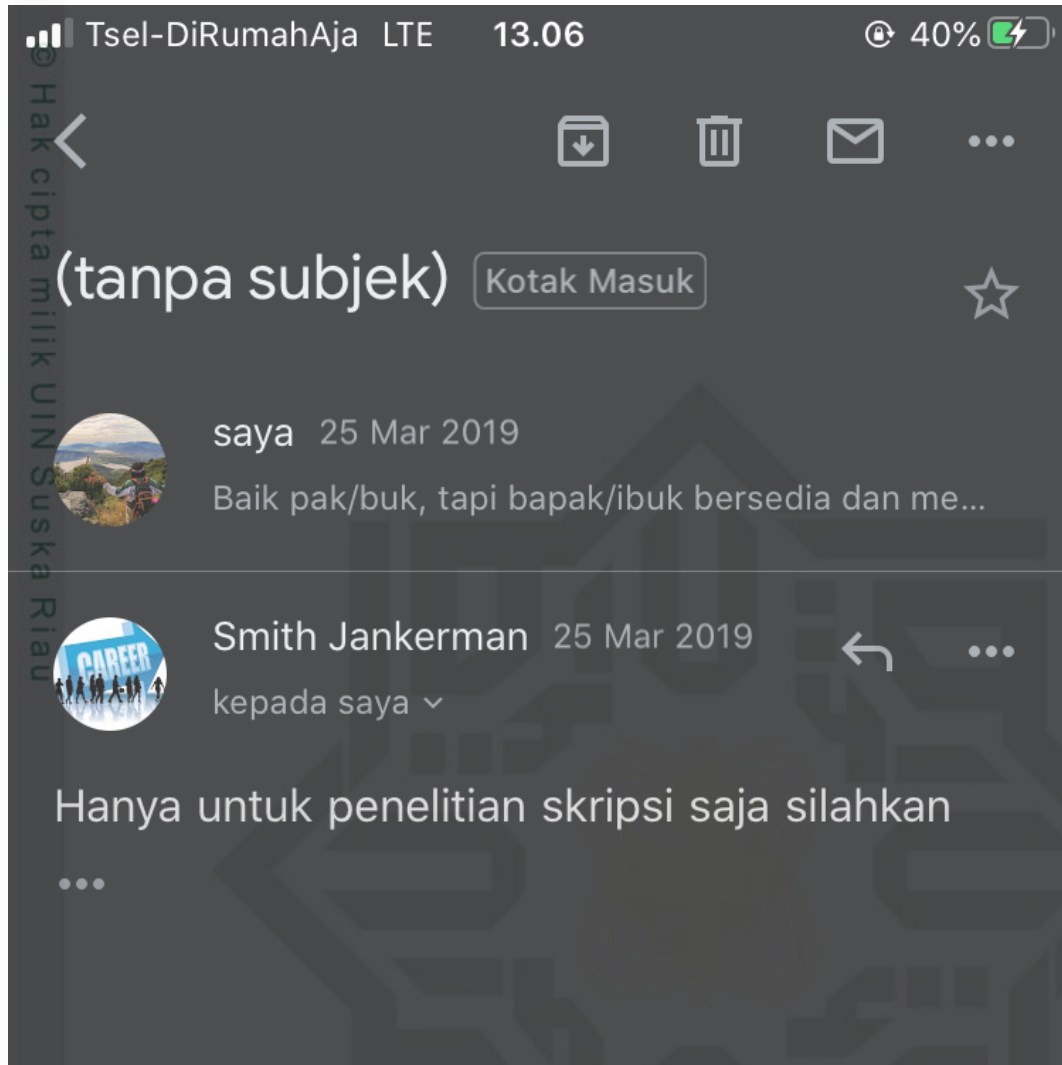 Tsel-DiRumahAja LTE 13.06 40%
© Hak cipta milik UIN Suska Riau
(tanpa subjek) Kotak Masuk
saya 25 Mar 2019
Baik pak/buk, tapi bapak/ibuk bersedia dan me...
CAREER
Smith Jankerman 25 Mar 2019
kepada saya
Hanya untuk penelitian skripsi saja silahkan